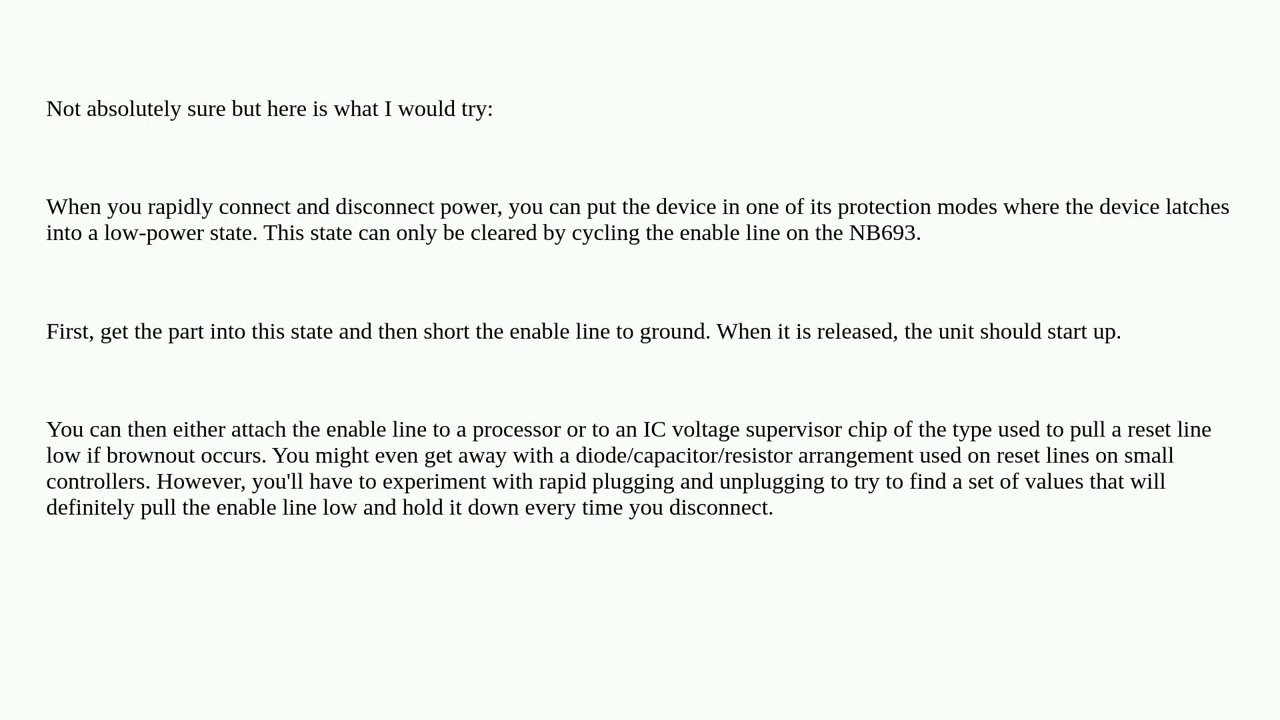 Not absolutely sure but here is what I would try:
When you rapidly connect and disconnect power, you can put the device in one of its protection modes where the device latches
into a low-power state. This state can only be cleared by cycling the enable line on the NB693.
First, get the part into this state and then short the enable line to ground. When it is released, the unit should start up.
You can then either attach the enable line to a processor or to an IC voltage supervisor chip of the type used to pull a reset line
low if brownout occurs. You might even get away with a diode/capacitor/resistor arrangement used on reset lines on small
controllers. However, you'll have to experiment with rapid plugging and unplugging to try to find a set of values that will
definitely pull the enable line low and hold it down every time you disconnect.